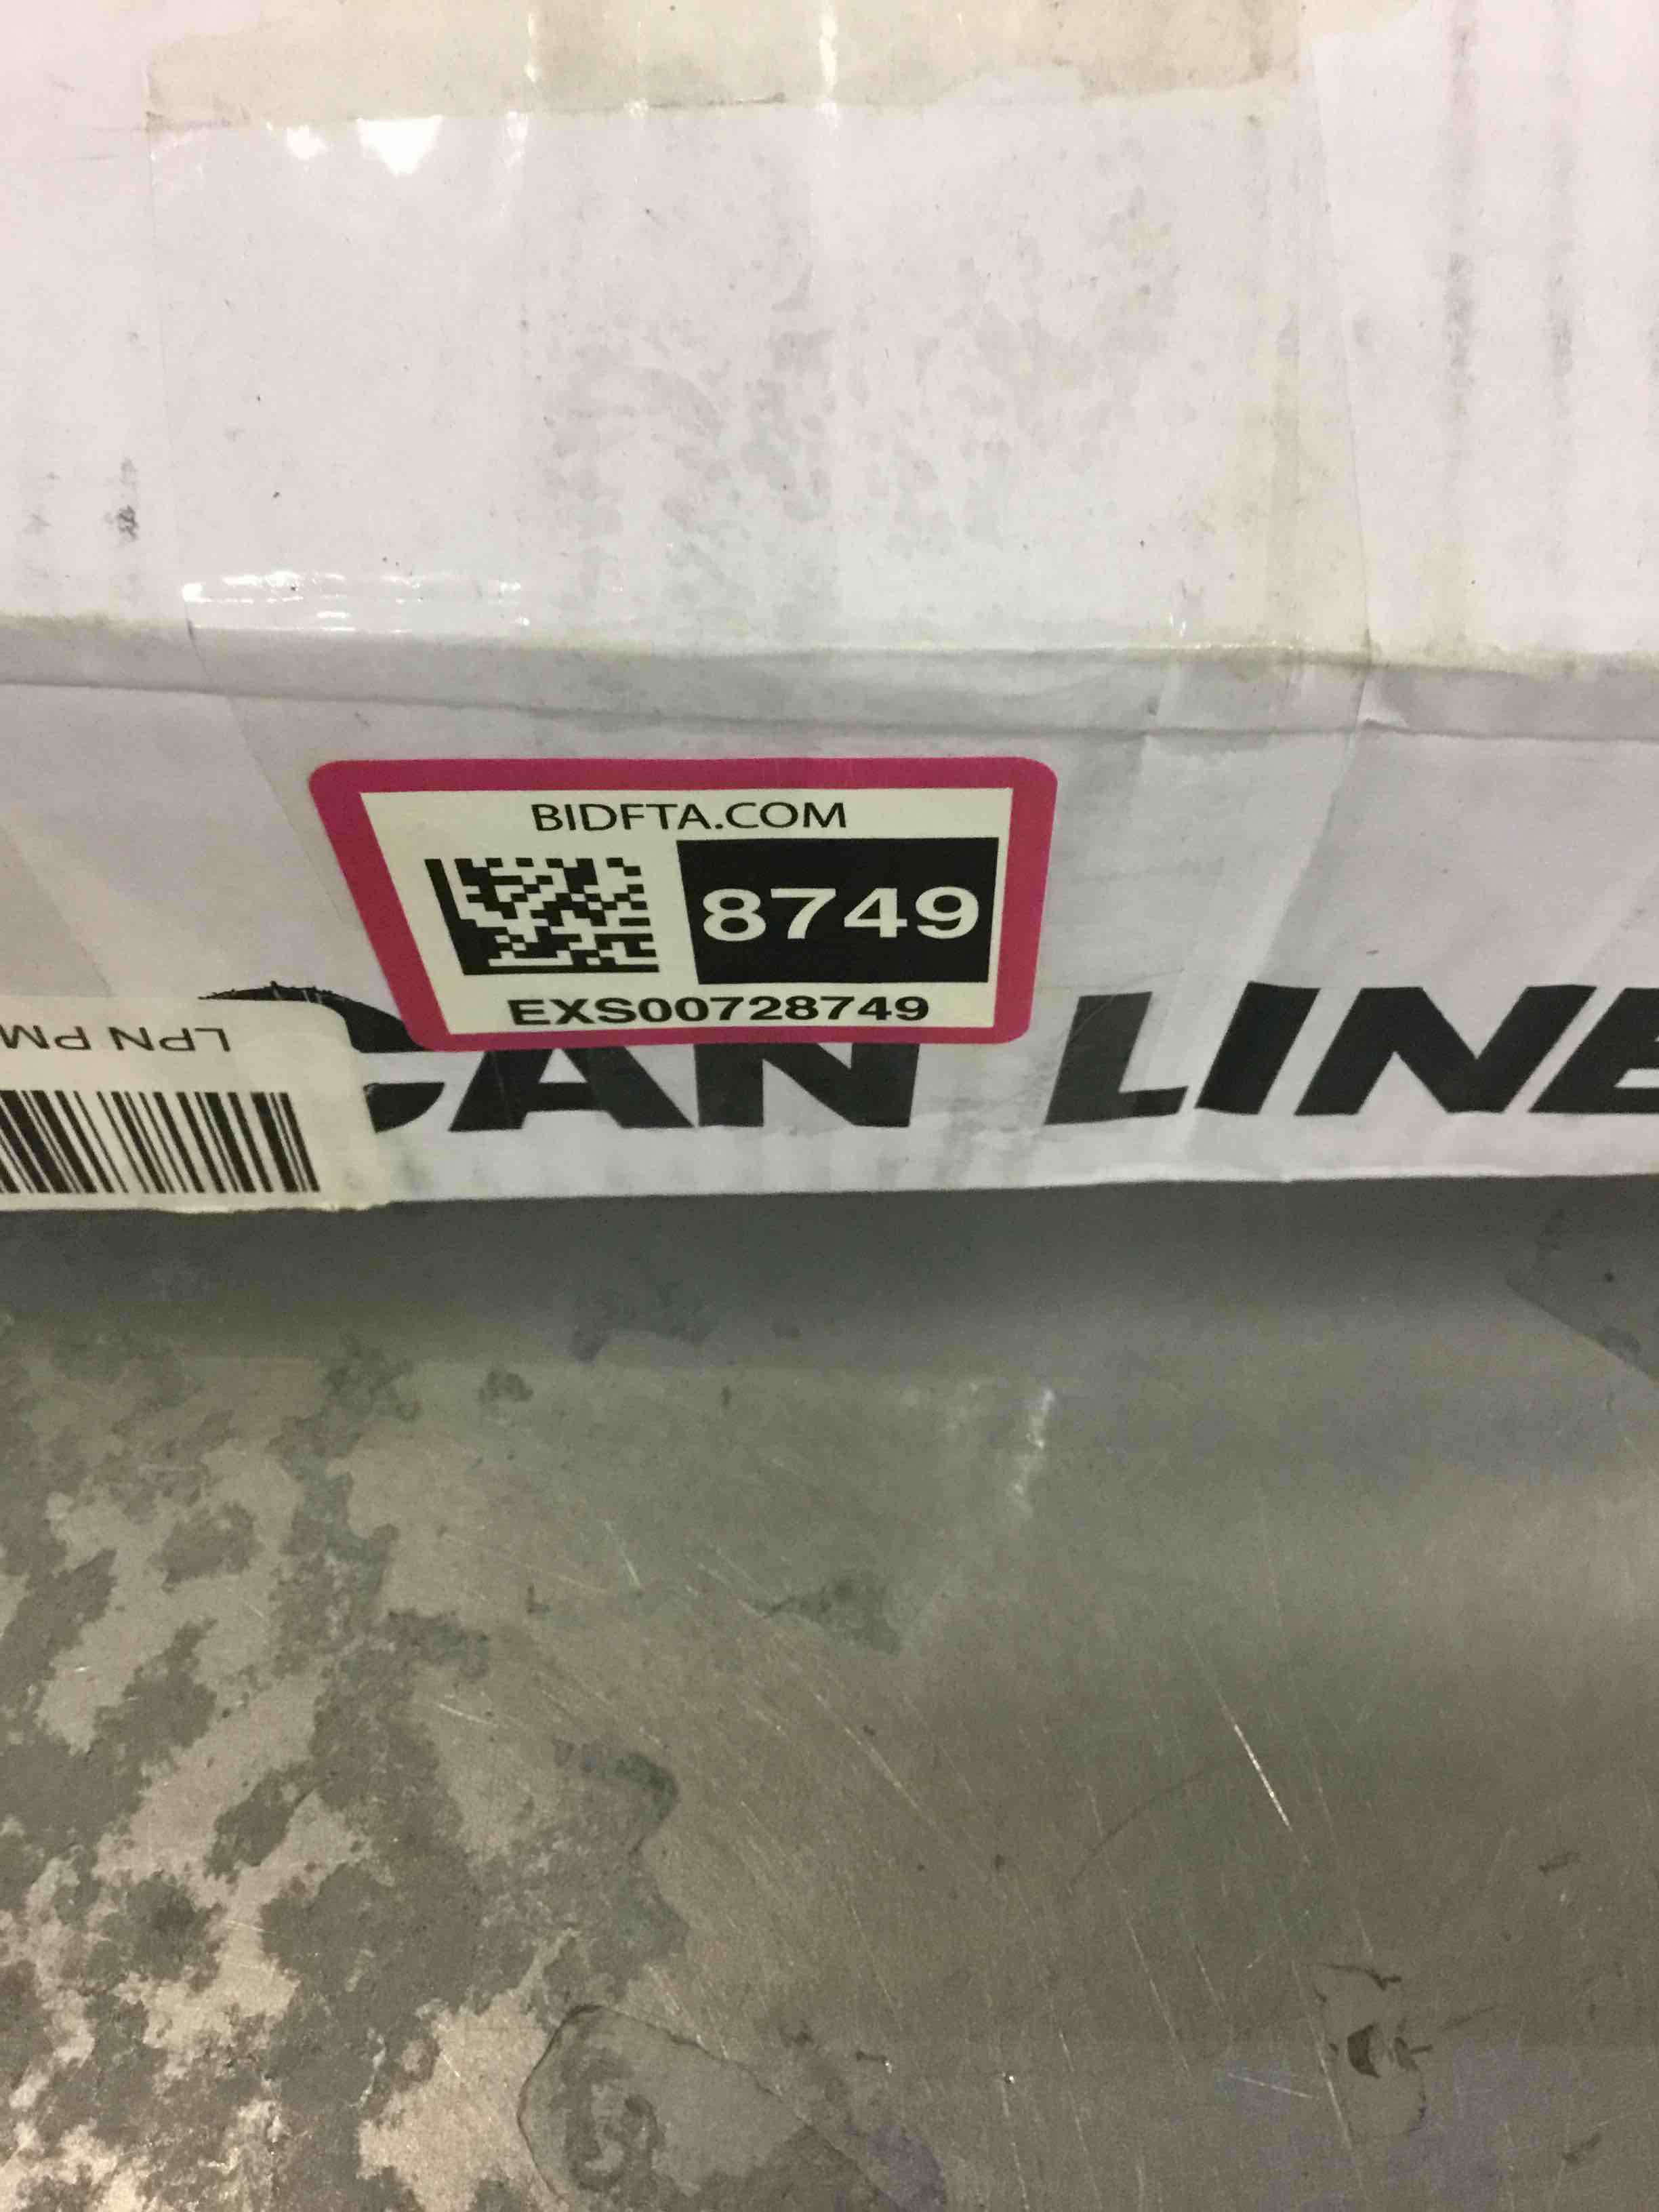 BIDFTA.COM
8749
EXS00728749
LPN PM
CAN LINE